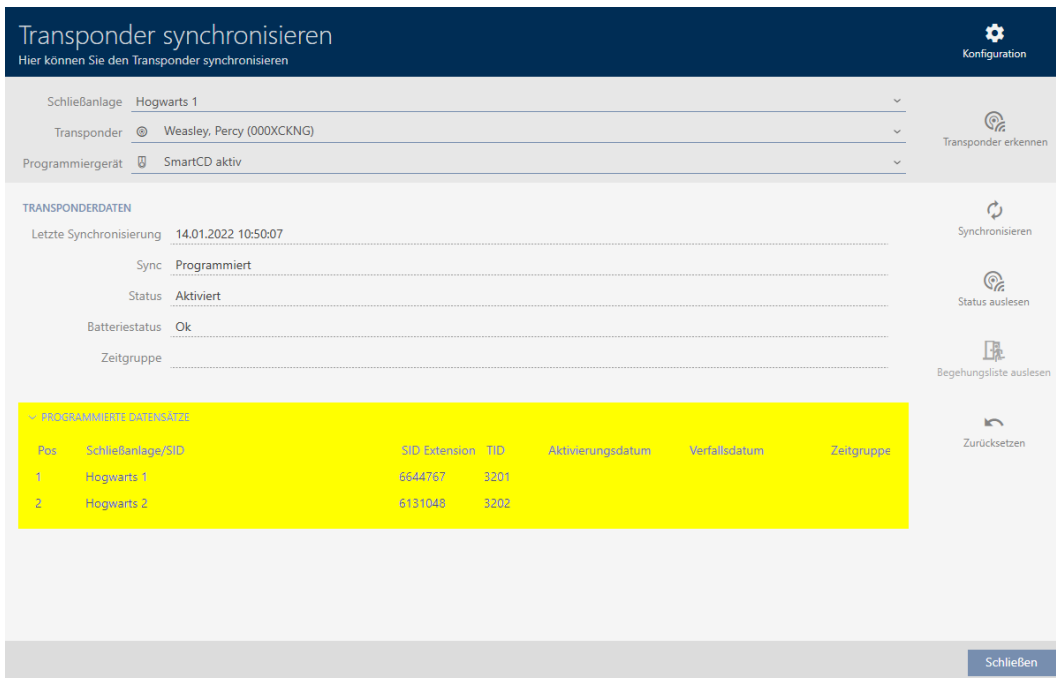 Transponder synchronisieren
Hier können Sie den Transponder synchronisieren
Konfiguration
Schließanlage Hogwarts 1
Transponder Weasley, Percy (000XCKNG)
Programmiergerät SmartCD aktiv
Transponder erkennen
TRANSPONDERDATEN
Letzte Synchronisierung 14.01.2022 10:50:07
Sync Programmiert
Status Aktiviert
Batteriestatus Ok
Zeitgruppe
Synchronisieren
Status auslesen
Begehungsliste auslesen
Zurücksetzen
PROGRAMMIERTE DATENSÄTZE
Pos Schließanlage/SID SID Extension TID Aktivierungsdatum Verfallsdatum Zeitgruppe
1 Hogwarts 1 6644767 3201
2 Hogwarts 2 6131048 3202
Schließen